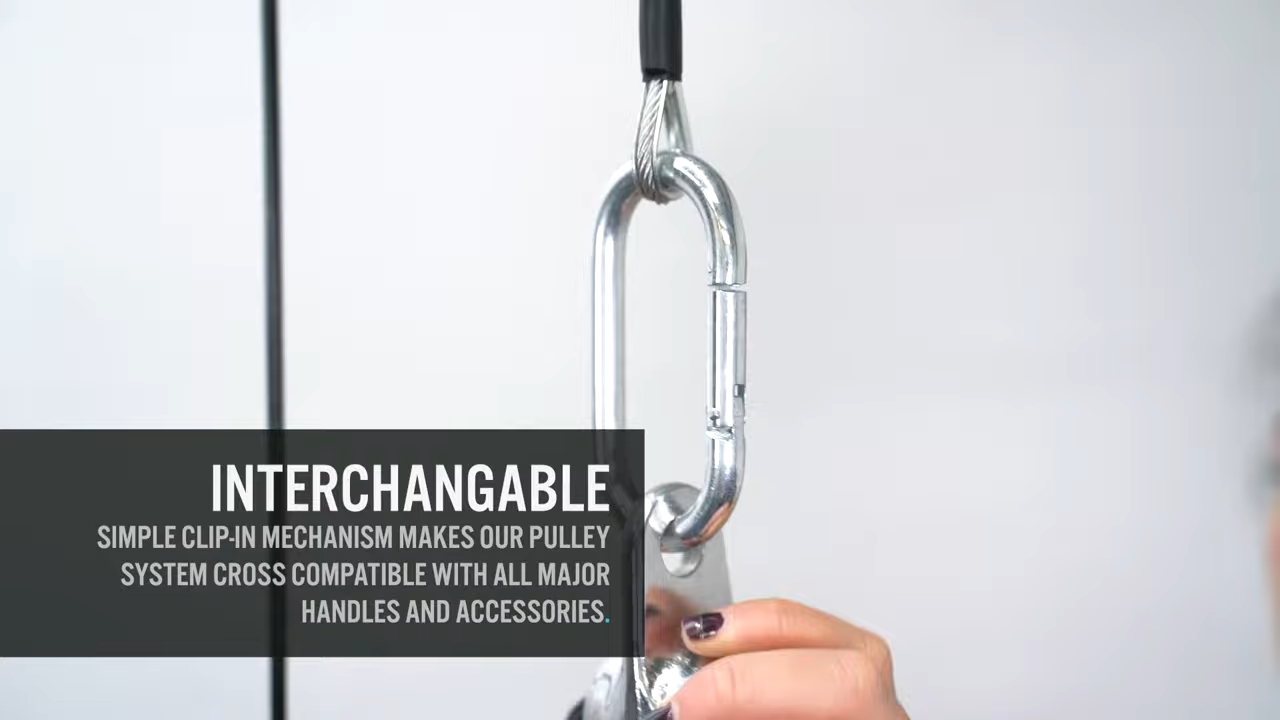 INTERCHANGABLE
SIMPLE CLIP-IN MECHANISM MAKES OUR PULLEY
SYSTEM CROSS COMPATIBLE WITH ALL MAJOR
HANDLES AND ACCESSORIES.